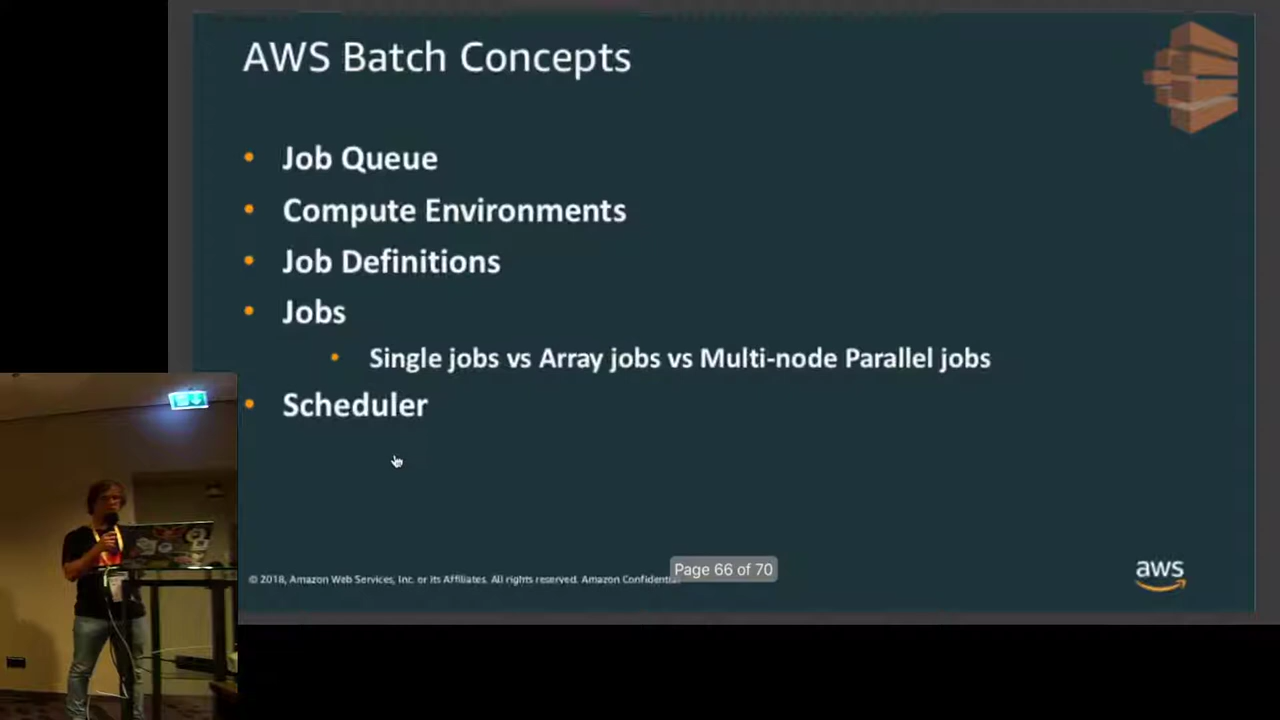 AWS Batch Concepts
• Job Queue
• Compute Environments
• Job Definitions
• Jobs
• Single jobs vs Array jobs vs Multi-node Parallel jobs
• Scheduler
Page 66 of 70
© 2018, Amazon Web Services, Inc. or its Affiliates. All rights reserved. Amazon
aws